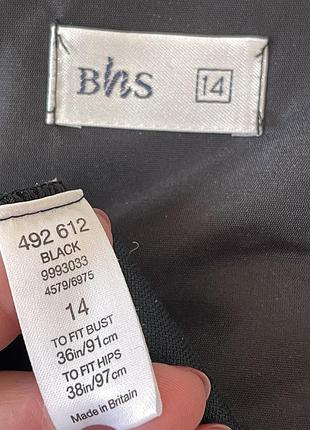 BhS 14
492 612
BLACK
9993033
4579/6975
14
TO FIT BUST
36in/91cm
TO FIT HIPS
38in/97cm
Made in Britain